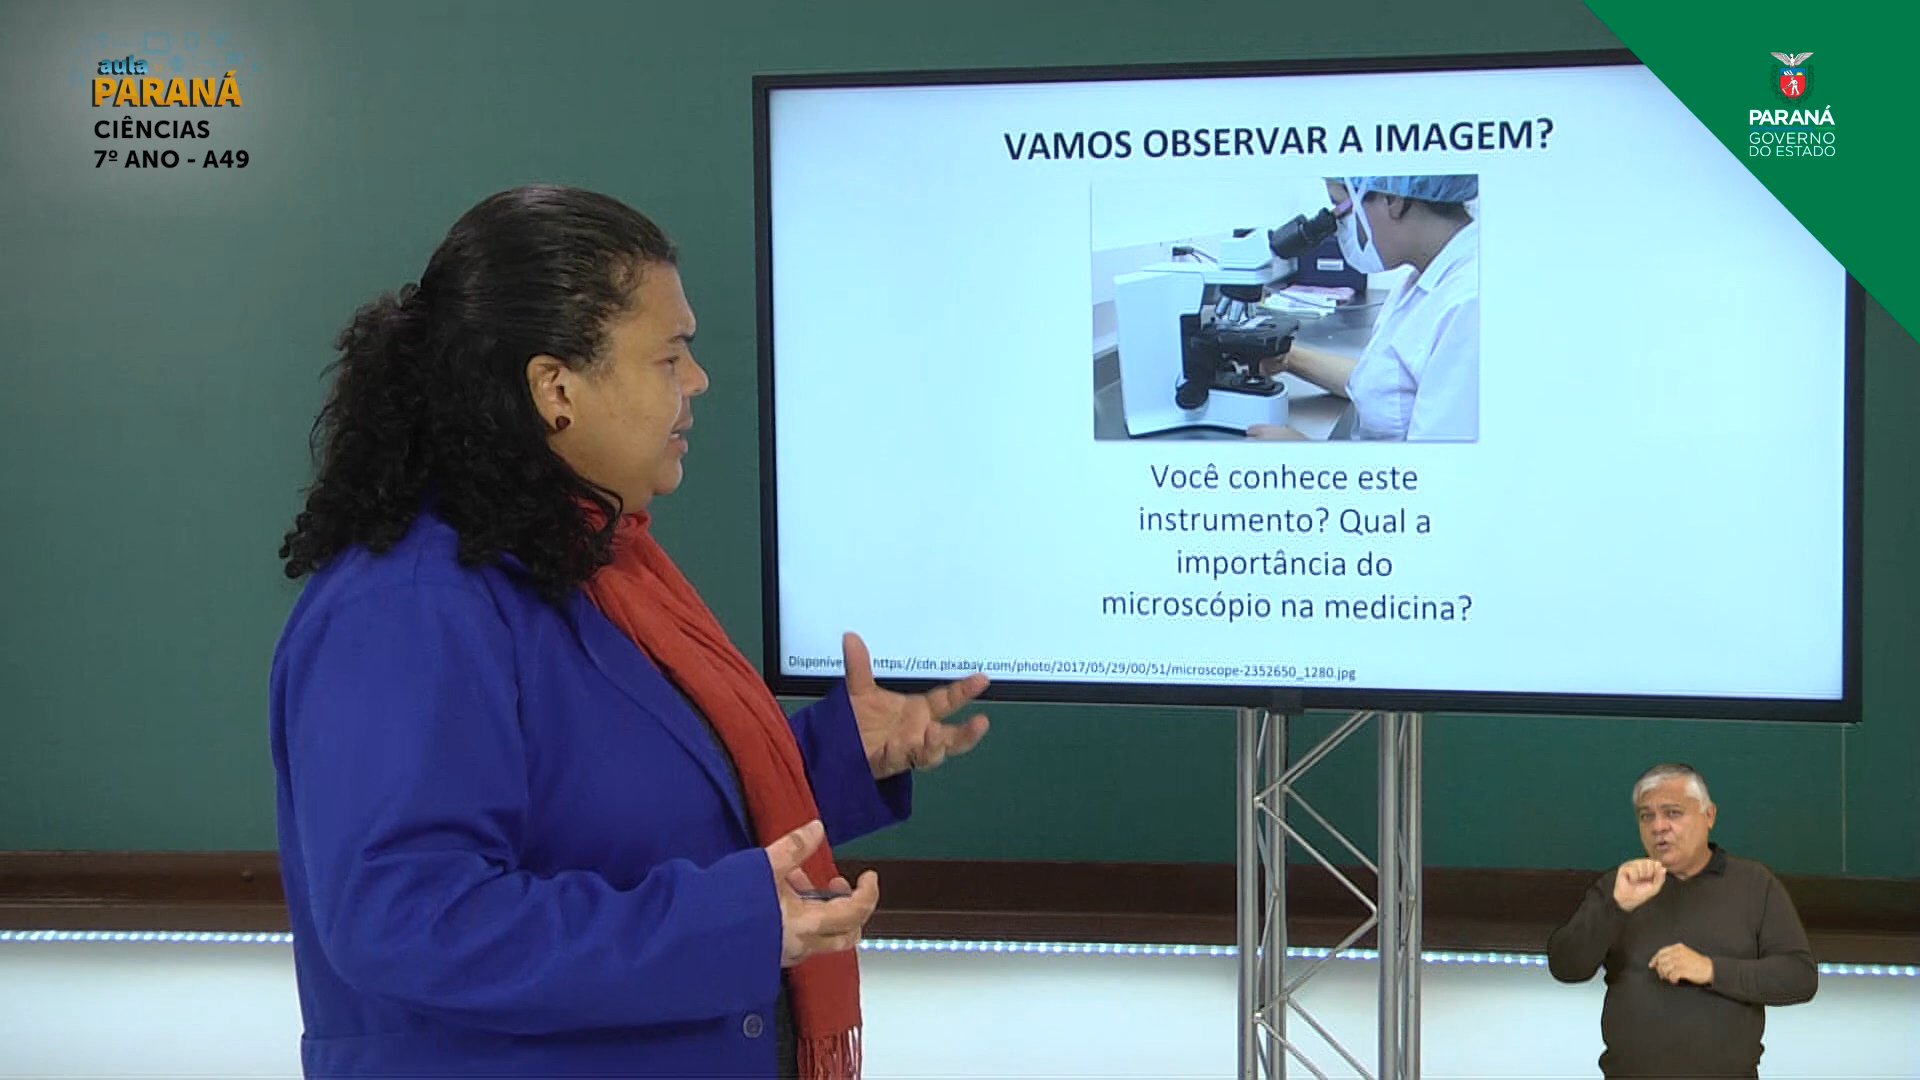 aula
PARANÁ
CIÊNCIAS
7º ANO - A49
VAMOS OBSERVAR A IMAGEM?
Você conhece este
instrumento? Qual a
importância do
microscópio na medicina?
https://cdn.pixabay.com/photo/2017/05/29/00/51/microscope-2352650_1280.jpg
PARANÁ
GOVERNO
DO ESTADO